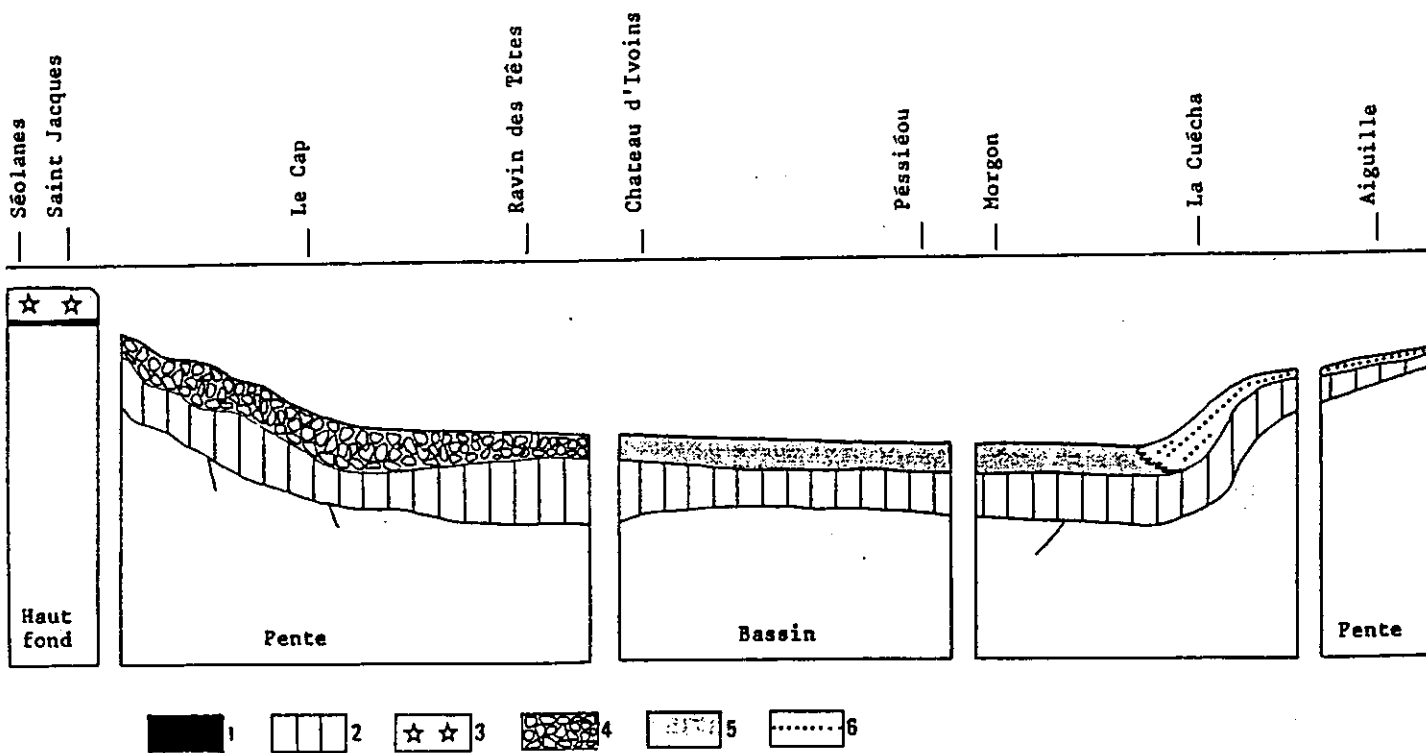 Séolanes
Saint Jacques
Le Cap
Ravin des Têtes
Chateau d'Ivoins
Péssiéou
Morgon
La Cuécha
Aiguille
Haut
fond
Pente
Bassin
Pente
1
2
3
4
5
6